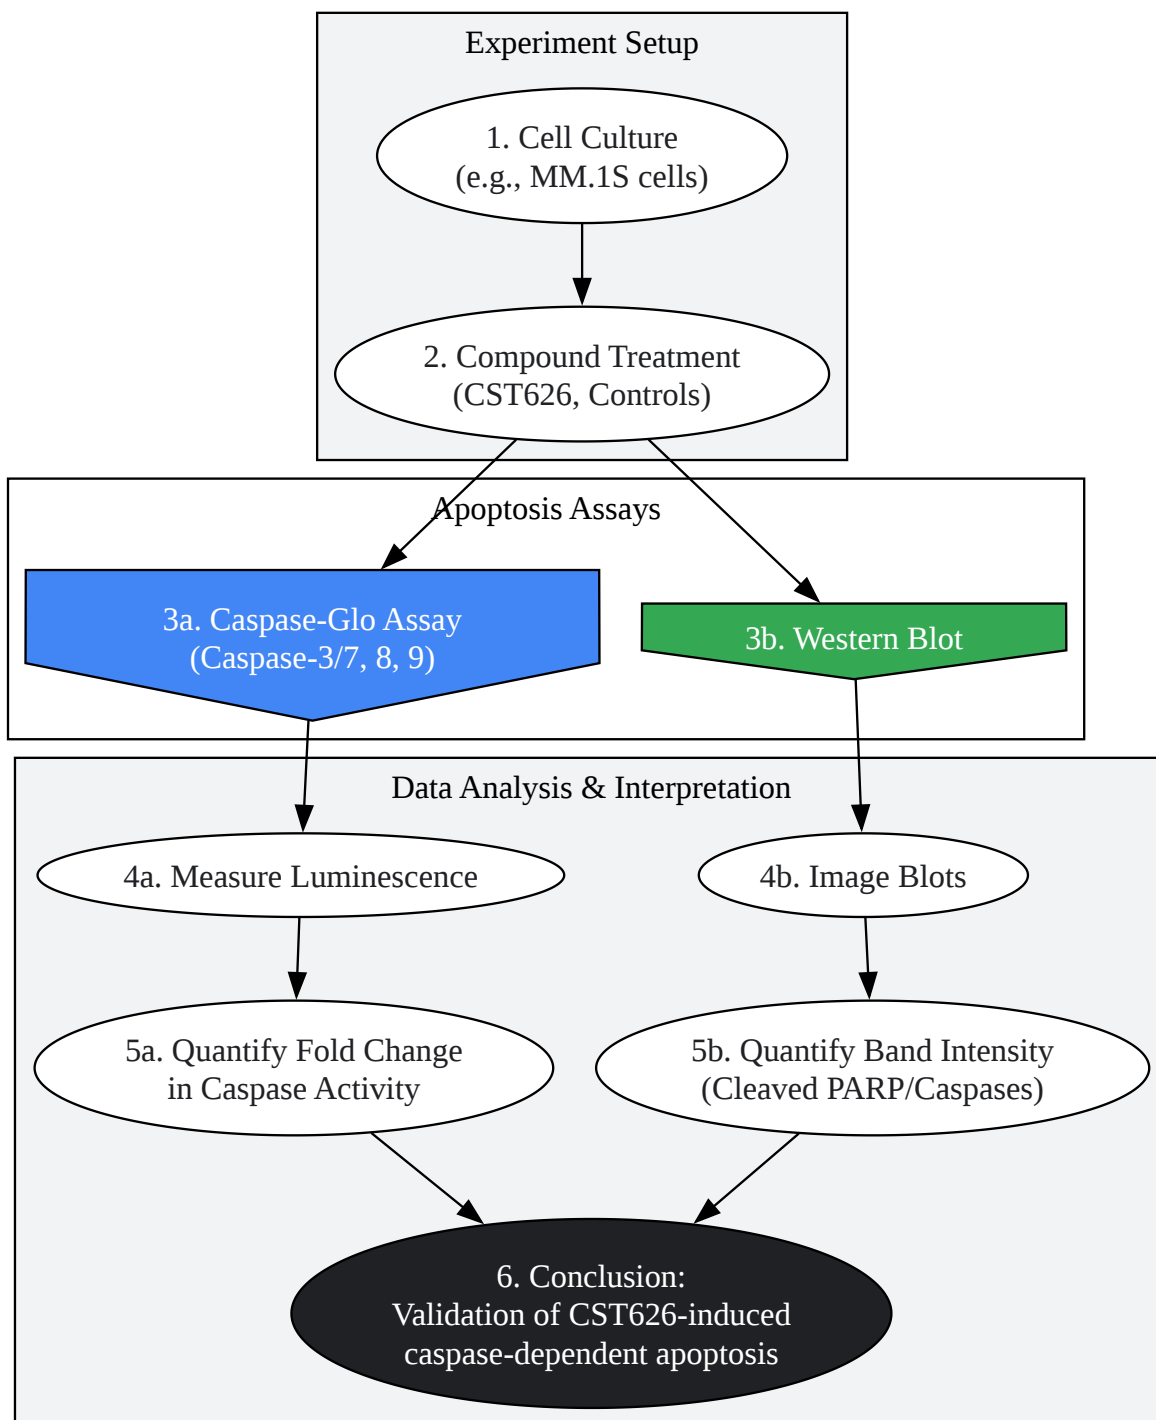 Experiment Setup
1. Cell Culture
(e.g., MM.1S cells)
2. Compound Treatment
(CST626, Controls)
Apoptosis Assays
3a. Caspase-Glo Assay
(Caspase-3/7, 8, 9)
3b. Western Blot
Data Analysis & Interpretation
4a. Measure Luminescence
4b. Image Blots
5a. Quantify Fold Change
in Caspase Activity
5b. Quantify Band Intensity
(Cleaved PARP/Caspases)
6. Conclusion:
Validation of CST626-induced
caspase-dependent apoptosis